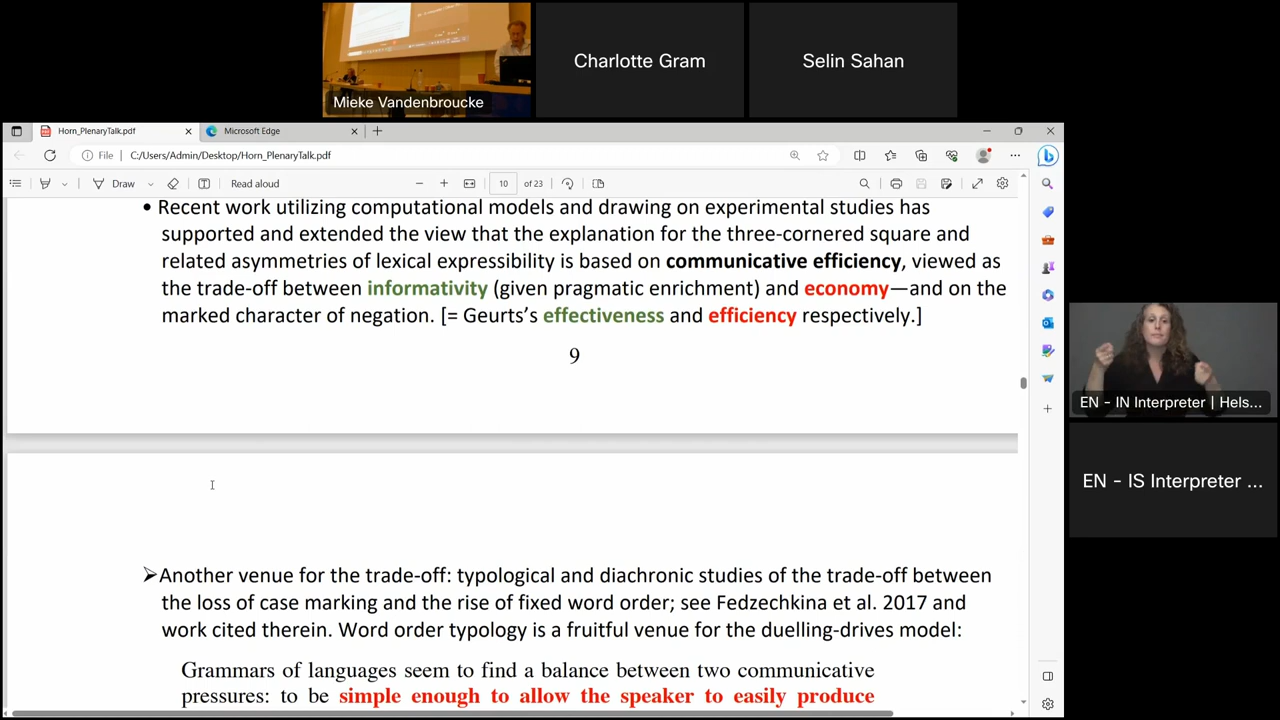 Mieke Vandenbroucke
Charlotte Gram
Selin Sahan
Horn_PlenaryTalk.pdf
Microsoft Edge
File
C:/Users/Admin/Desktop/Horn_PlenaryTalk.pdf
Draw
Read aloud
10
of 23
• Recent work utilizing computational models and drawing on experimental studies has
supported and extended the view that the explanation for the three-cornered square and
related asymmetries of lexical expressibility is based on communicative efficiency, viewed as
the trade-off between informativity (given pragmatic enrichment) and economy—and on the
marked character of negation. [= Geurts’s effectiveness and efficiency respectively.]
9
➢Another venue for the trade-off: typological and diachronic studies of the trade-off between
the loss of case marking and the rise of fixed word order; see Fedzechkina et al. 2017 and
work cited therein. Word order typology is a fruitful venue for the duelling-drives model:
Grammars of languages seem to find a balance between two communicative
pressures: to be simple enough to allow the speaker to easily produce
EN - IN Interpreter | Hels...
EN - IS Interpreter ...